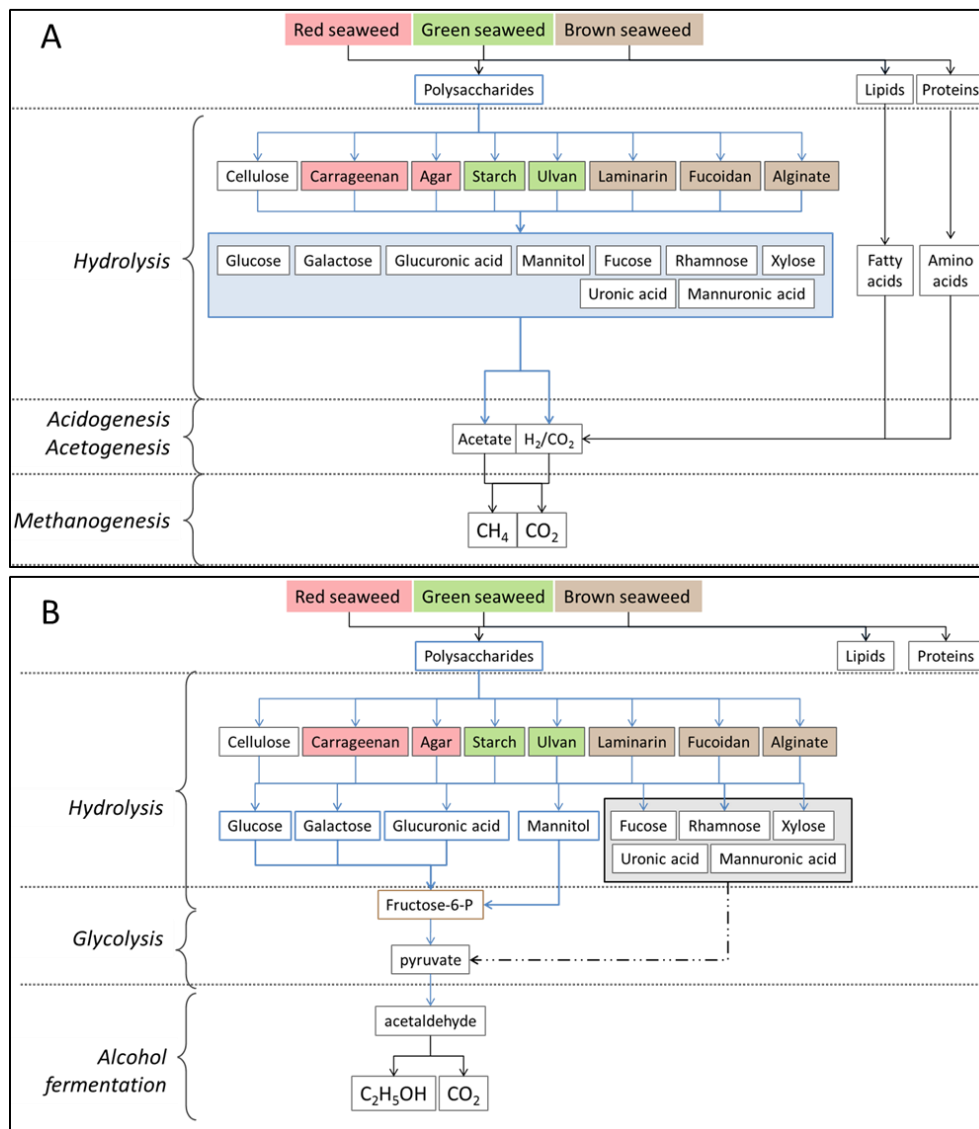 A
Red seaweed Green seaweed Brown seaweed
Polysaccharides Lipids Proteins
Cellulose Carrageenan Agar Starch Ulvan Laminarin Fucoidan Alginate
Hydrolysis
Glucose Galactose Glucuronic acid Mannitol Fucose Rhamnose Xylose
Uronic acid Mannuronic acid
Fatty acids
Amino acids
Acidogenesis
Acetogenesis
Acetate H₂/CO₂
Methanogenesis
CH₄ CO₂
B
Red seaweed Green seaweed Brown seaweed
Polysaccharides Lipids Proteins
Cellulose Carrageenan Agar Starch Ulvan Laminarin Fucoidan Alginate
Hydrolysis
Glucose Galactose Glucuronic acid Mannitol Fucose Rhamnose Xylose
Uronic acid Mannuronic acid
Fructose-6-P
Glycolysis
pyruvate
acetaldehyde
Alcohol
fermentation
C₂H₅OH CO₂